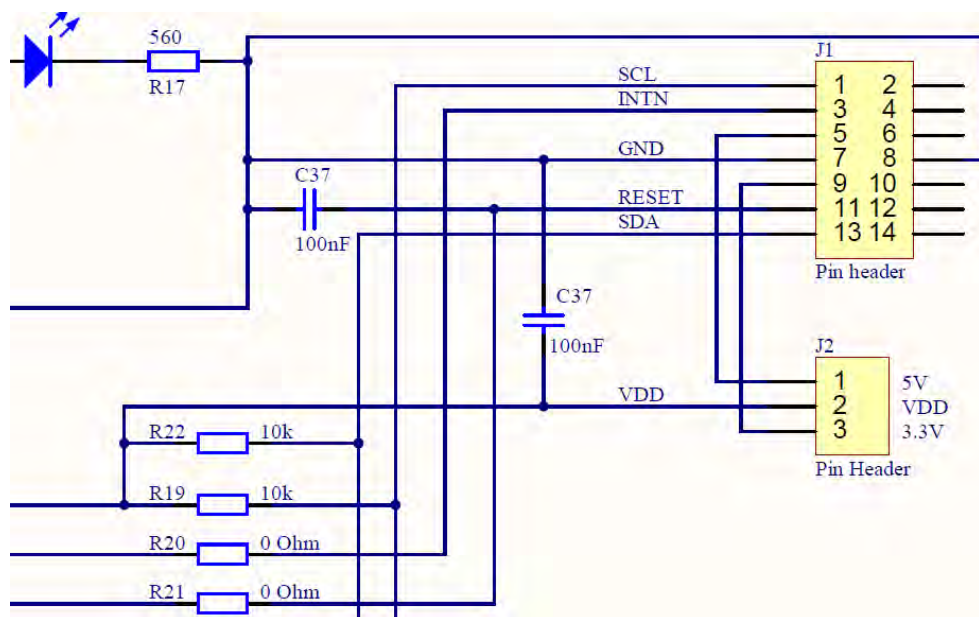 560
R17
J1
SCL
1 2
INTN
3 4
5 6
GND
7 8
C37
9 10
RESET
11 12
100nF
SDA
13 14
Pin header
C37
100nF
J2
1 5V
VDD
2 VDD
3 3.3V
R22 10k
Pin Header
R19 10k
R20 0 Ohm
R21 0 Ohm